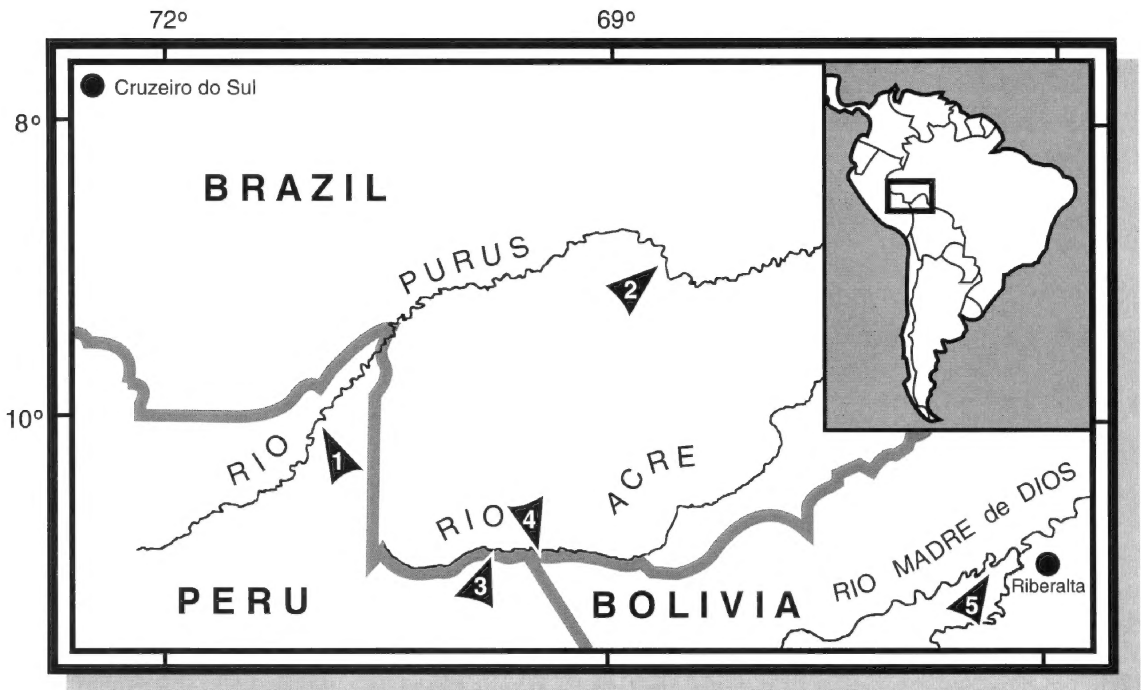 72º 69º
Cruzeiro do Sul
8º
BRAZIL
PURUS
2
10º
RIO
1
ACRE
RIO
4
3
RIO MADRE de DIOS
Riberalta
5
PERU
BOLIVIA